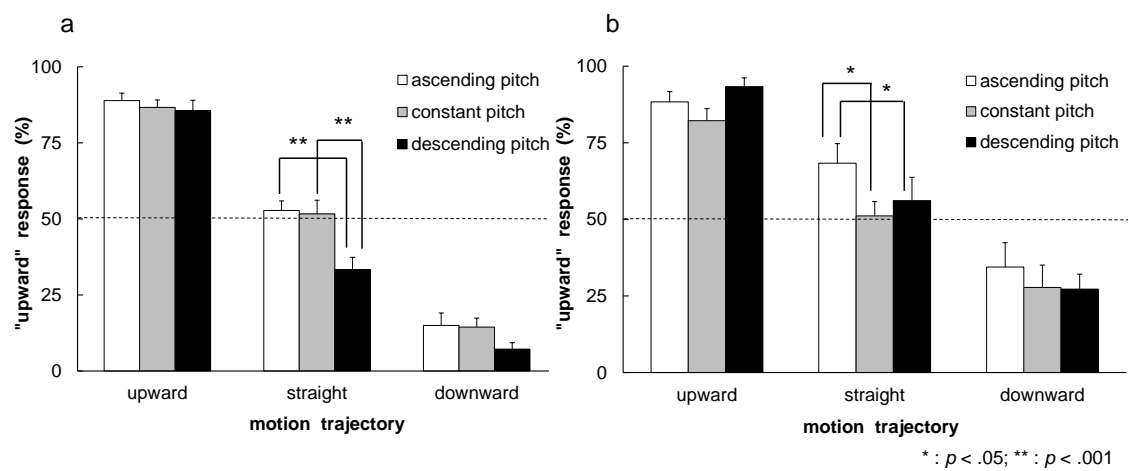 a
100
75
50
25
0
"upward" response (%)
ascending pitch
constant pitch
descending pitch
**
**
upward
straight
downward
motion trajectory
b
100
75
50
25
0
"upward" response (%)
ascending pitch
constant pitch
descending pitch
*
*
upward
straight
downward
motion trajectory
* : p < .05; ** : p < .001